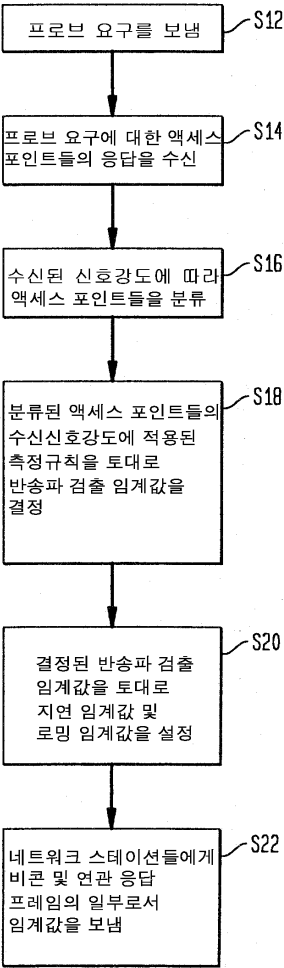 프로브 요구를 보냄
S12
프로브 요구에 대한 액세스
포인트들의 응답을 수신
S14
수신된 신호강도에 따라
액세스 포인트들을 분류
S16
분류된 액세스 포인트들의
수신신호강도에 적용된
측정규칙을 토대로
반송파 검출 임계값을
결정
S18
결정된 반송파 검출
임계값을 토대로
지연 임계값 및
로밍 임계값을 설정
S20
네트워크 스테이션들에게
비콘 및 연관 응답
프레임의 일부로서
임계값을 보냄
S22